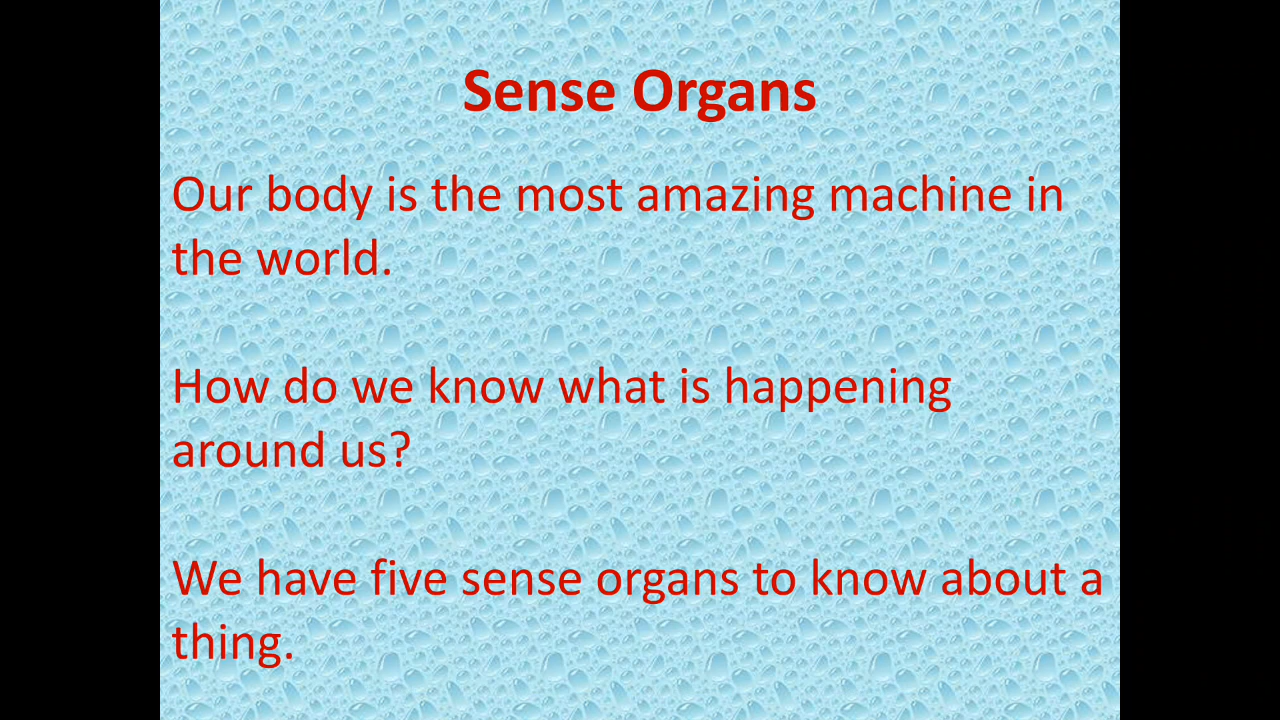 Sense Organs
Our body is the most amazing machine in
the world.
How do we know what is happening
around us?
We have five sense organs to know about a
thing.